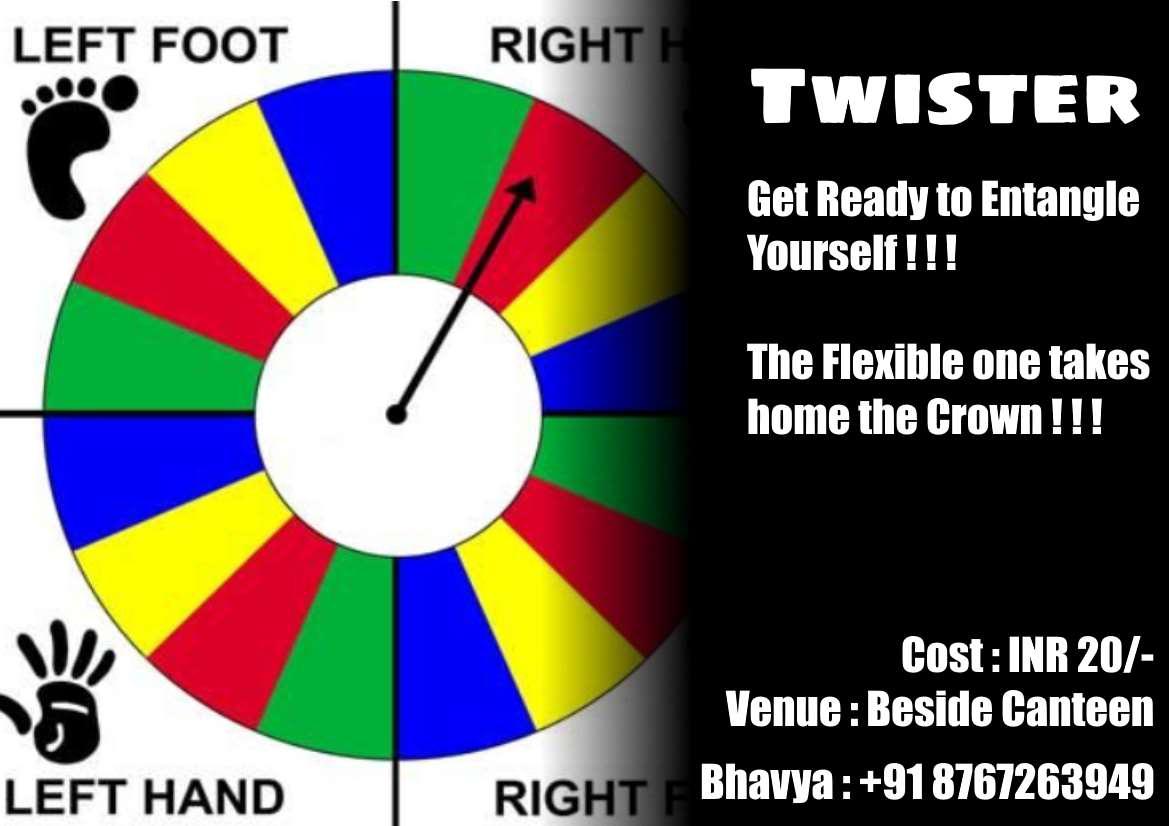 LEFT FOOT
RIGHT H
TWISTER
Get Ready to Entangle
Yourself ! ! !
The Flexible one takes
home the Crown ! ! !
Cost : INR 20/-
Venue : Beside Canteen
Bhavya : +91 8767263949
LEFT HAND
RIGHT F